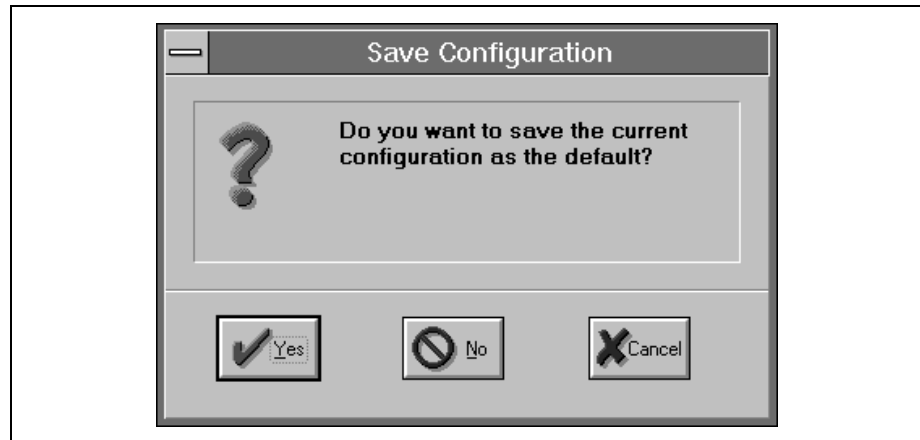 Save Configuration
Do you want to save the current
configuration as the default?
Yes
No
Cancel